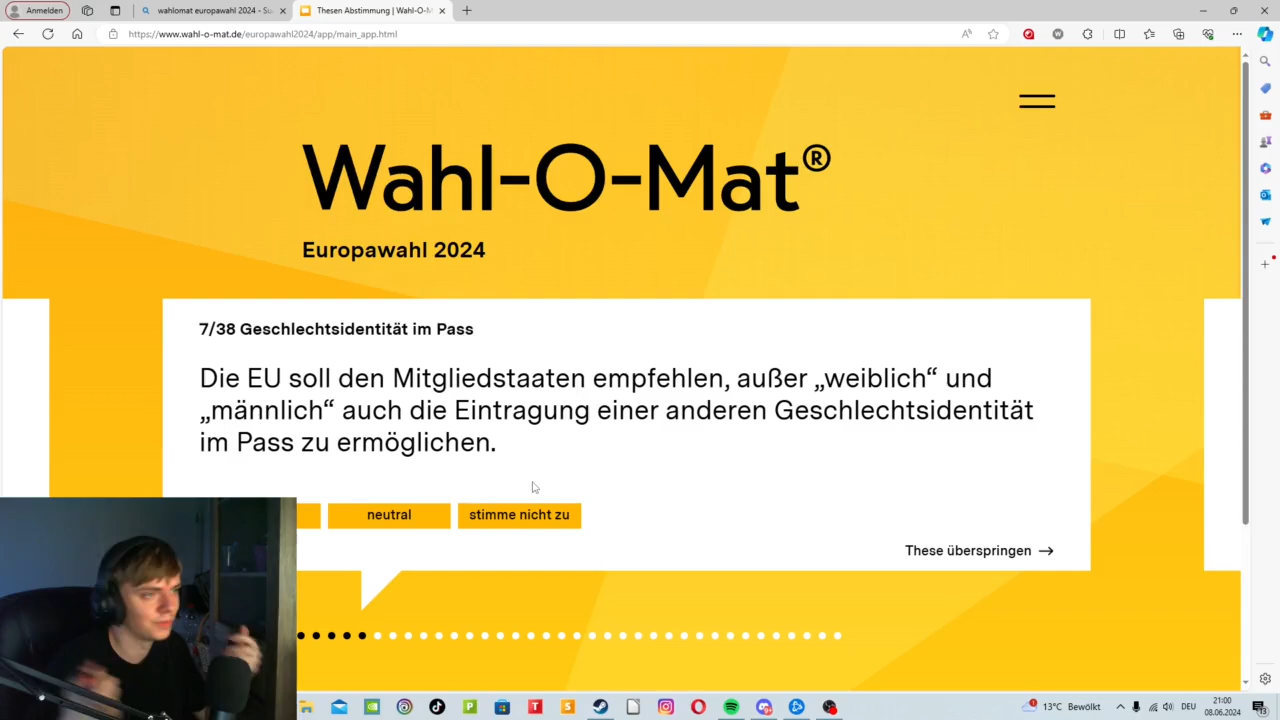 Anmelden
wahlomat europawahl 2024 - Su
Thesen Abstimmung | Wahl-O-M
https://www.wahl-o-mat.de/europawahl2024/app/main_app.html
Wahl-O-Mat®
Europawahl 2024
7/38 Geschlechtsidentität im Pass
Die EU soll den Mitgliedstaaten empfehlen, außer „weiblich“ und
„männlich“ auch die Eintragung einer anderen Geschlechtsidentität
im Pass zu ermöglichen.
neutral
stimme nicht zu
These überspringen
13°C Bewölkt
DEU
21:00
08.06.2024